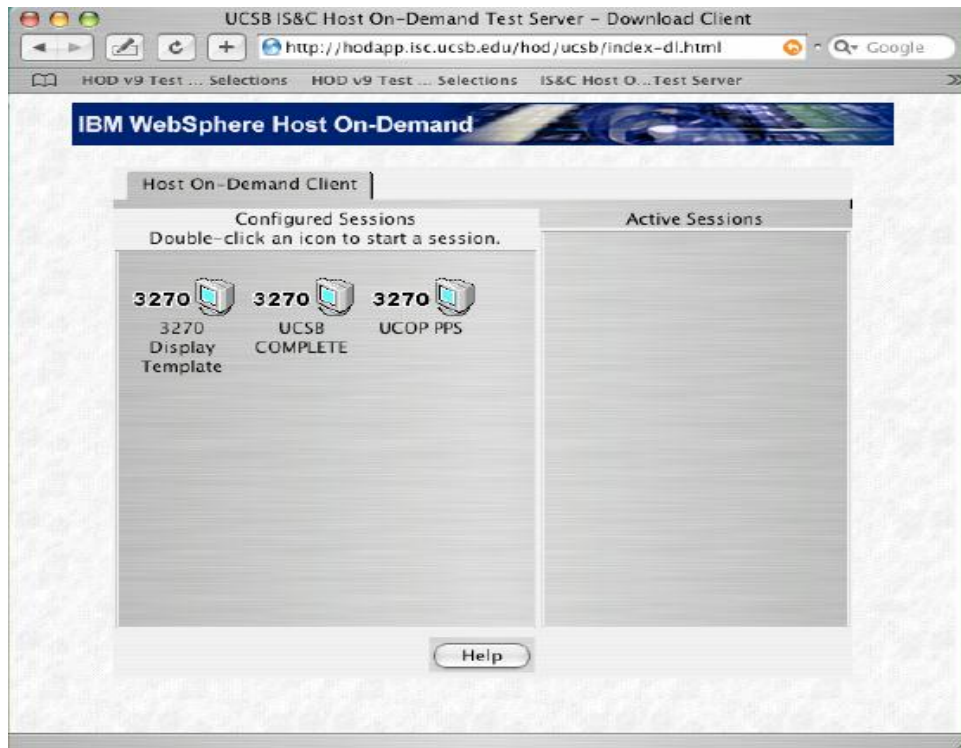 UCSB IS&C Host On-Demand Test Server - Download Client
http://hodapp.isc.ucsb.edu/hod/ucsb/index-dl.html
Google
HOD v9 Test ... Selections HOD v9 Test ... Selections IS&C Host O...Test Server
IBM WebSphere Host On-Demand
Host On-Demand Client
Configured Sessions
Double-click an icon to start a session.
Active Sessions
3270 3270 3270
3270 Display Template
UCSB COMPLETE
UCOP PPS
Help